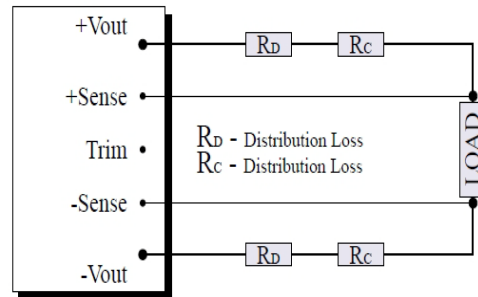 +Vout
RD
RC
+Sense
Trim
RD - Distribution Loss
RC - Distribution Loss
LOAD
-Sense
-Vout
RD
RC